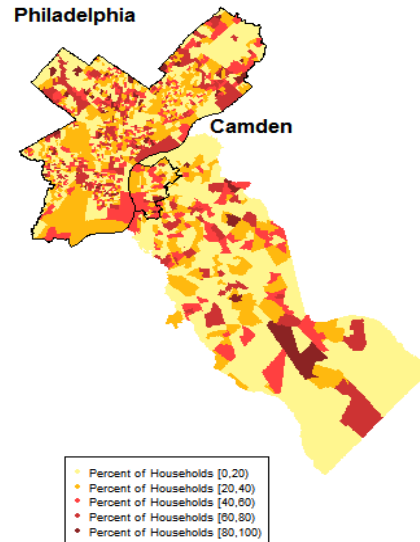 Philadelphia
Camden
Percent of Households [0,20)
Percent of Households [20,40)
Percent of Households [40,60)
Percent of Households [60,80)
Percent of Households [80,100)